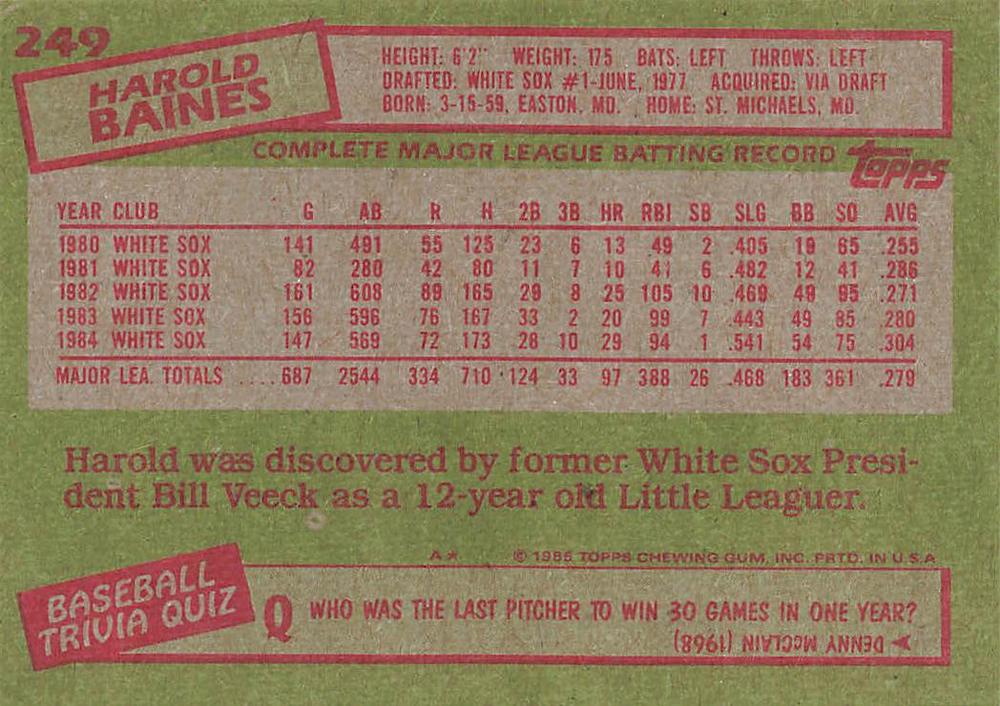 249
HAROLD
BAINES
HEIGHT: 6'2" WEIGHT: 175 BATS: LEFT THROWS: LEFT
DRAFTED: WHITE SOX #1-JUNE, 1977 ACQUIRED: VIA DRAFT
BORN: 3-15-59, EASTON, MD. HOME: ST. MICHAELS, MD.
COMPLETE MAJOR LEAGUE BATTING RECORD
Topps
YEAR CLUB G AB R H 2B 3B HR RBI SB SLG BB SO AVG
1980 WHITE SOX 141 491 55 125 23 6 13 49 2 .405 19 65 .255
1981 WHITE SOX 82 280 42 80 11 7 10 41 6 .482 12 41 .286
1982 WHITE SOX 161 608 89 165 29 8 25 105 10 .469 49 95 .271
1983 WHITE SOX 156 596 76 167 33 2 20 99 7 .443 49 85 .280
1984 WHITE SOX 147 569 72 173 28 10 29 94 1 .541 54 75 .304
MAJOR LEA. TOTALS ....687 2544 334 710 124 33 97 388 26 .468 183 361 .279
Harold was discovered by former White Sox Presi-
dent Bill Veeck as a 12-year old Little Leaguer.
A* © 1985 TOPPS CHEWING GUM, INC. PRTD. IN U.S.A
BASEBALL
TRIVIA QUIZ
Q WHO WAS THE LAST PITCHER TO WIN 30 GAMES IN ONE YEAR?
DENNY McCLAIN (1968)